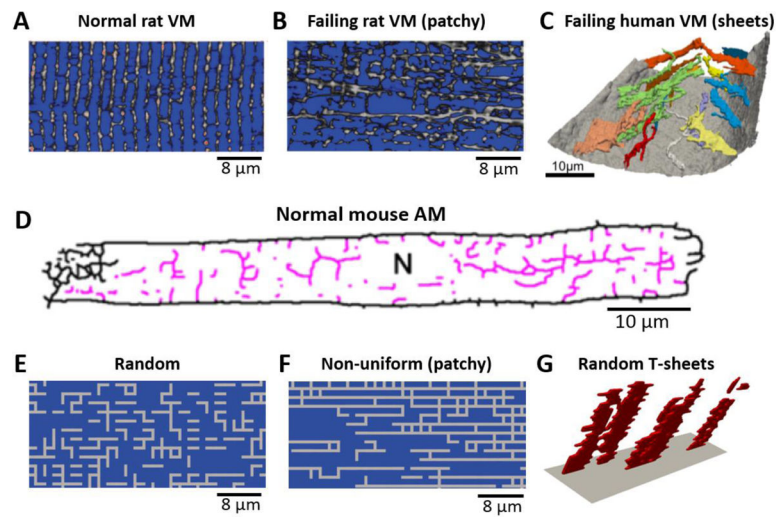 A Normal rat VM
B Failing rat VM (patchy)
C Failing human VM (sheets)
8 µm
8 µm
10µm
D Normal mouse AM
N
10 µm
E Random
F Non-uniform (patchy)
G Random T-sheets
8 µm
8 µm